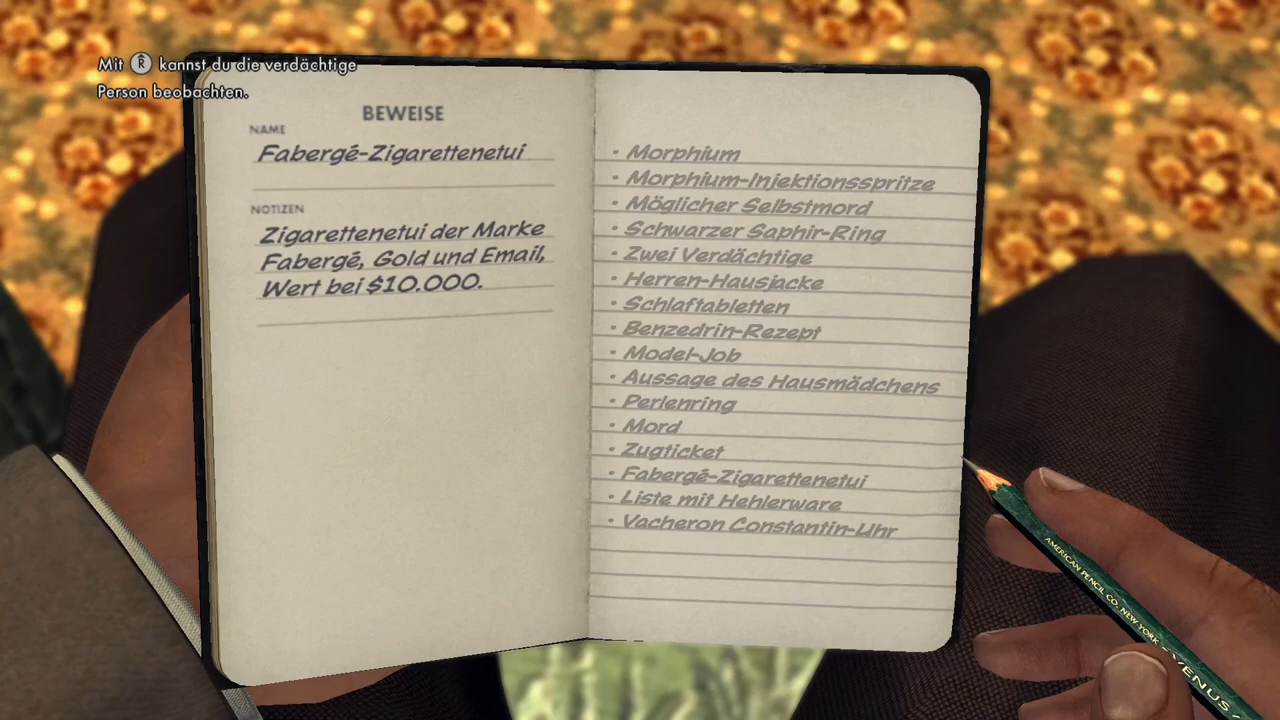 Mit R kannst du die verdächtige
Person beobachten.
BEWEISE
NAME
Fabergé-Zigarettenetui
NOTIZEN
Zigarettenetui der Marke
Fabergé, Gold und Email,
Wert bei $10.000.
• Morphium
• Morphium-Injektionsspritze
• Möglicher Selbstmord
• Schwarzer Saphir-Ring
• Zwei Verdächtige
• Herren-Hausjacke
• Schlaftabletten
• Benzedrin-Rezept
• Model-Job
• Aussage des Hausmädchens
• Perlenring
• Mord
• Zugticket
• Fabergé-Zigarettenetui
• Liste mit Hehlerware
• Vacheron Constantin-Uhr
AMERICAN PENCIL CO. NEW YORK VENUS